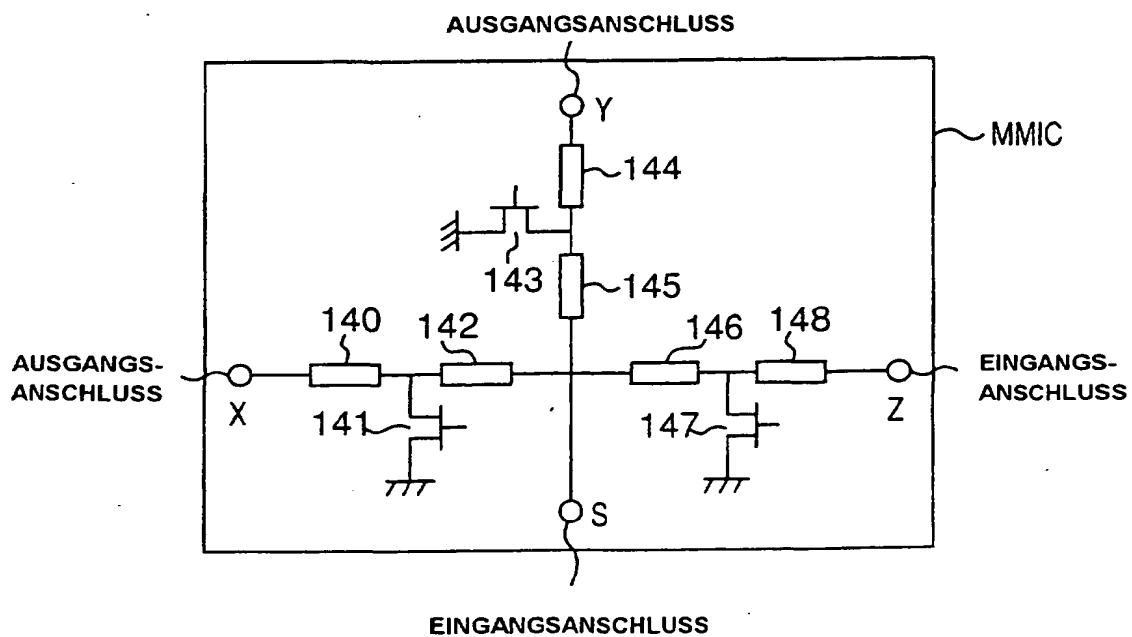 AUSGANGSANSCHLUSS
Y
MMIC
144
143
145
140
142
146
148
AUSGANGS-
ANSCHLUSS
X
EINGANGS-
ANSCHLUSS
Z
141
147
S
EINGANGSANSCHLUSS